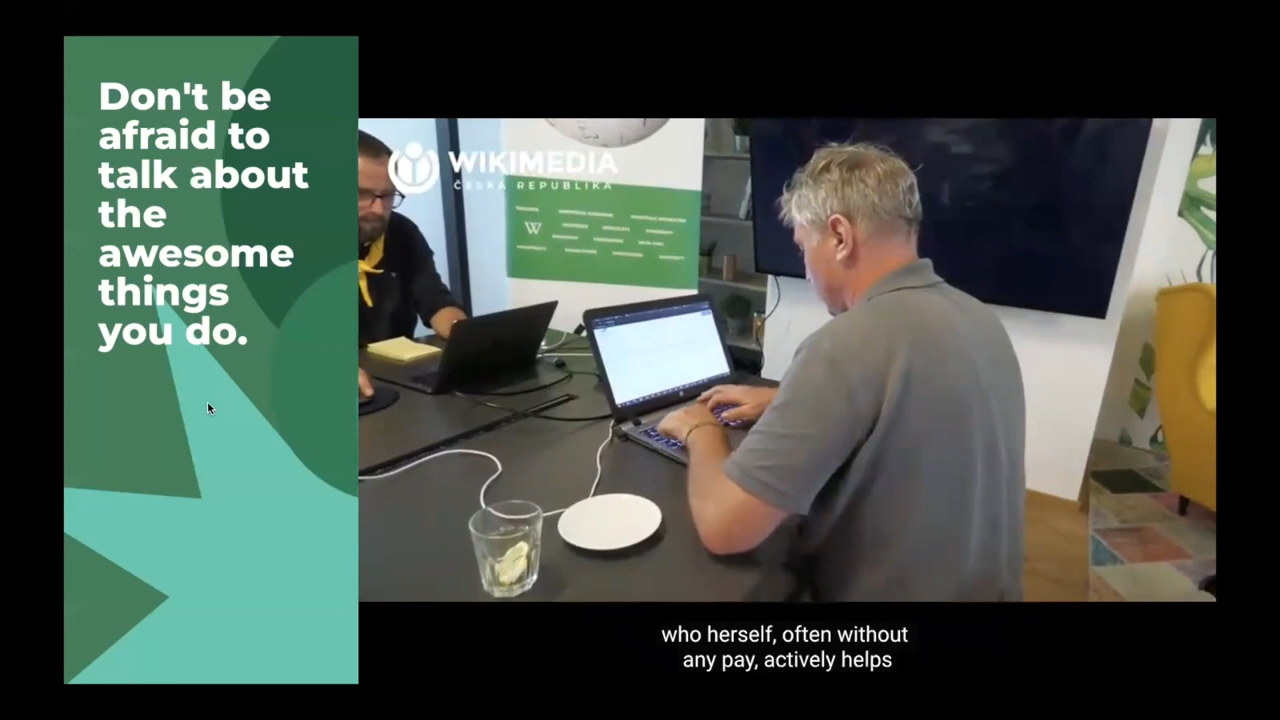 Don't be
afraid to
talk about
the
awesome
things
you do.
WIKIMEDIA
ČESKÁ REPUBLIKA
W
who herself, often without
any pay, actively helps